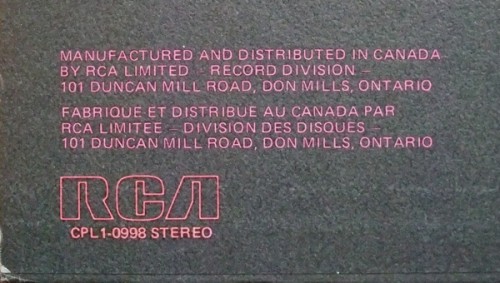 MANUFACTURED AND DISTRIBUTED IN CANADA
BY RCA LIMITED – RECORD DIVISION –
101 DUNCAN MILL ROAD, DON MILLS, ONTARIO
FABRIQUE ET DISTRIBUE AU CANADA PAR
RCA LIMITEE – DIVISION DES DISQUES –
101 DUNCAN MILL ROAD, DON MILLS, ONTARIO
RCA
CPL1-0998 STEREO